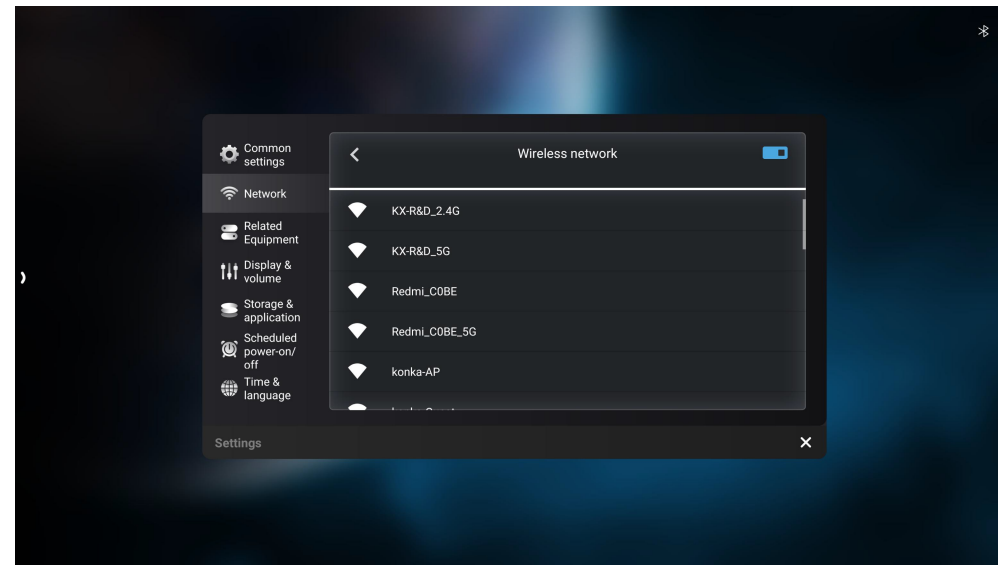 Common
settings
Network
Related
Equipment
Display &
volume
Storage &
application
Scheduled
power-on/
off
Time &
language
Wireless network
KX-R&D_2.4G
KX-R&D_5G
Redmi_C0BE
Redmi_C0BE_5G
konka-AP
Settings